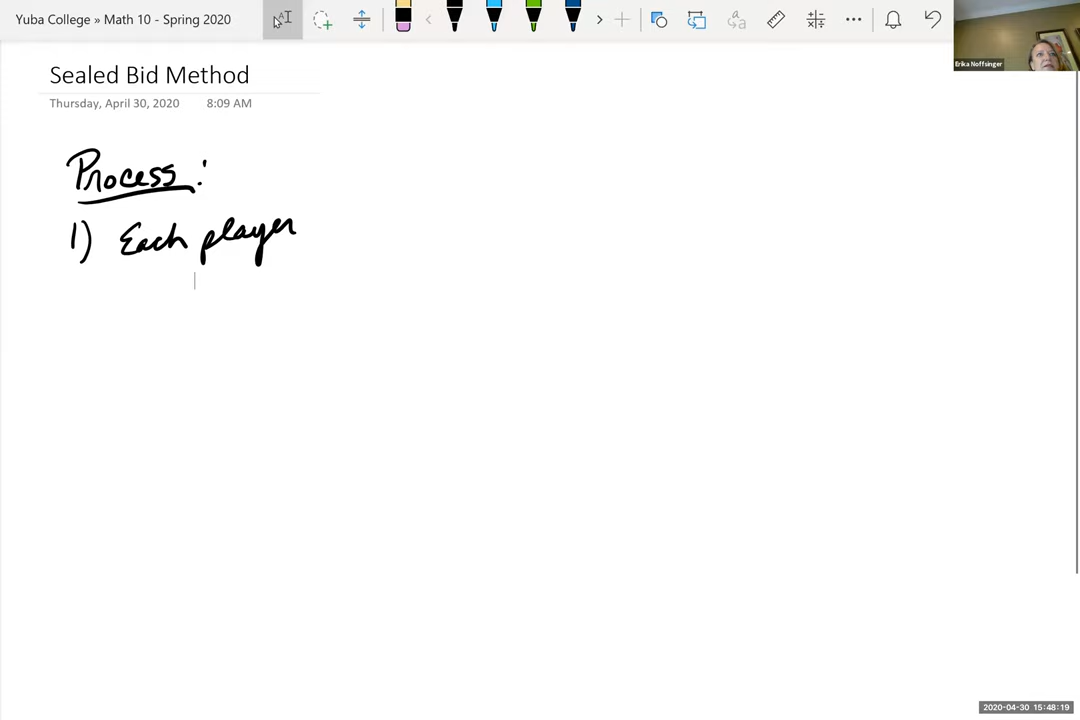 Yuba College » Math 10 - Spring 2020
Erika Noffsinger
Sealed Bid Method
Thursday, April 30, 2020 8:09 AM
Process:
1) Each player
2020-04-30 15:48:19